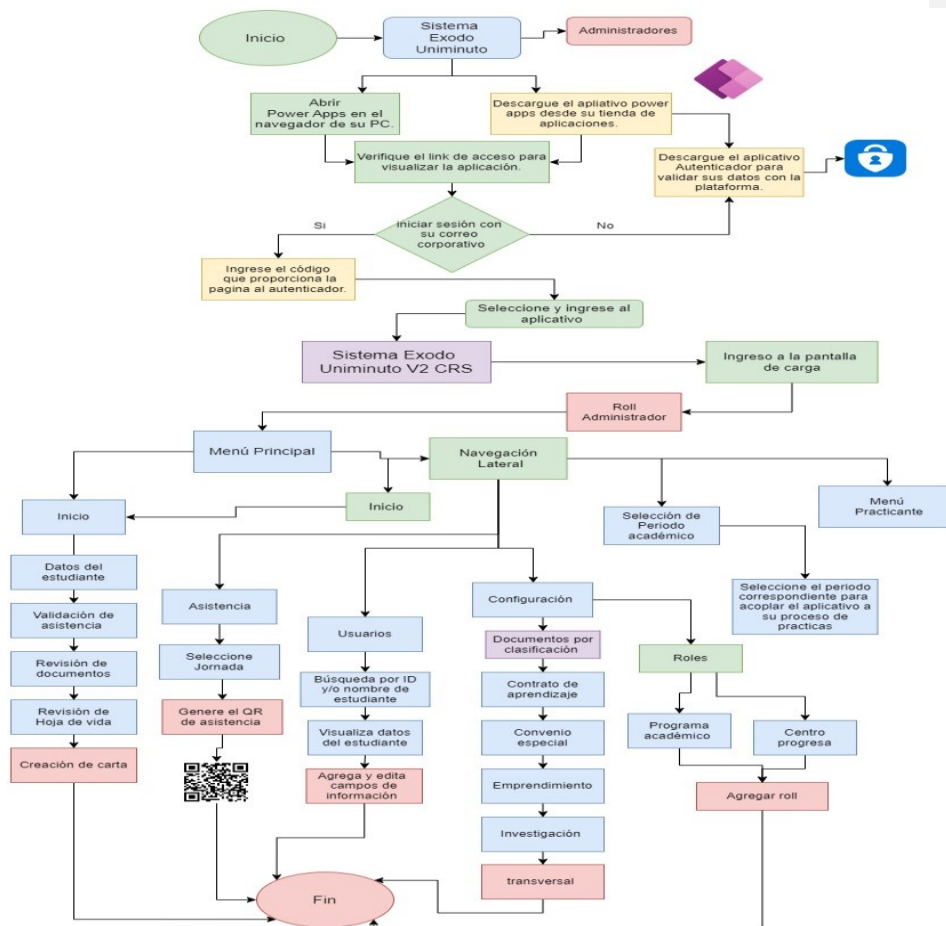 Inicio
Sistema
Exodo
Uniminuto
Administradores
Abrir
Power Apps en el
navegador de su PC.
Descargue el apliativo power
apps desde su tienda de
aplicaciones.
Verifique el link de acceso para
visualizar la aplicación.
Descargue el aplicativo
Autenticador para
validar sus datos con la
plataforma.
Iniciar sesión con
su correo
corporativo
Si
No
Ingrese el código
que proporciona la
pagina al autenticador.
Seleccione y ingrese al
aplicativo
Sistema Exodo
Uniminuto V2 CRS
Ingreso a la pantalla
de carga
Roll
Administrador
Menú Principal
Navegación
Lateral
Inicio
Inicio
Selección de
Periodo
académico
Menú
Practicante
Datos del
estudiante
Validación de
asistencia
Revisión de
documentos
Revisión de
Hoja de vida
Creación de carta
Asistencia
Seleccione
Jornada
Genere el QR
de asistencia
Usuarios
Búsqueda por ID
y/o nombre de
estudiante
Visualiza datos
del estudiante
Agrega y edita
campos de
información
Configuración
Documentos por
clasificación
Contrato de
aprendizaje
Convenio
especial
Emprendimiento
Investigación
transversal
Seleccione el periodo
correspondiente para
acoplar el aplicativo a
su proceso de
practicas
Roles
Programa
académico
Centro
progresa
Agregar roll
Fin